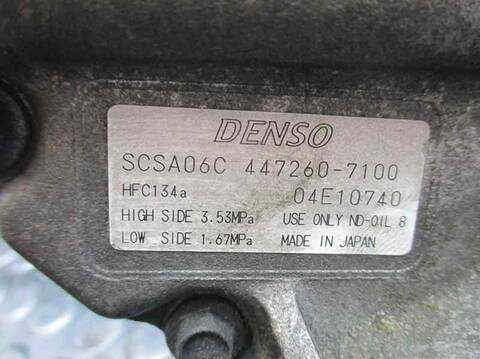 DENSO
SCSA06C 447260-7100
HFC134a 04E10740
HIGH SIDE 3.53MPa USE ONLY ND-OIL 8
LOW SIDE 1.67MPa MADE IN JAPAN